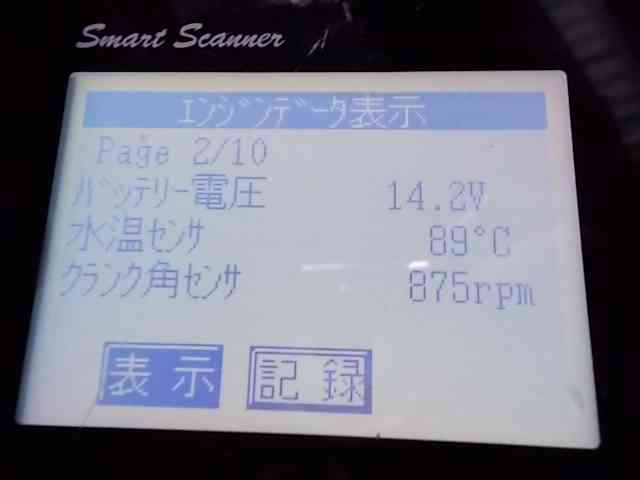 Smart Scanner
エンジンデータ表示
Page 2/10
バッテリー電圧 14.2V
水温センサ 89°C
クランク角センサ 875rpm
表示 記録